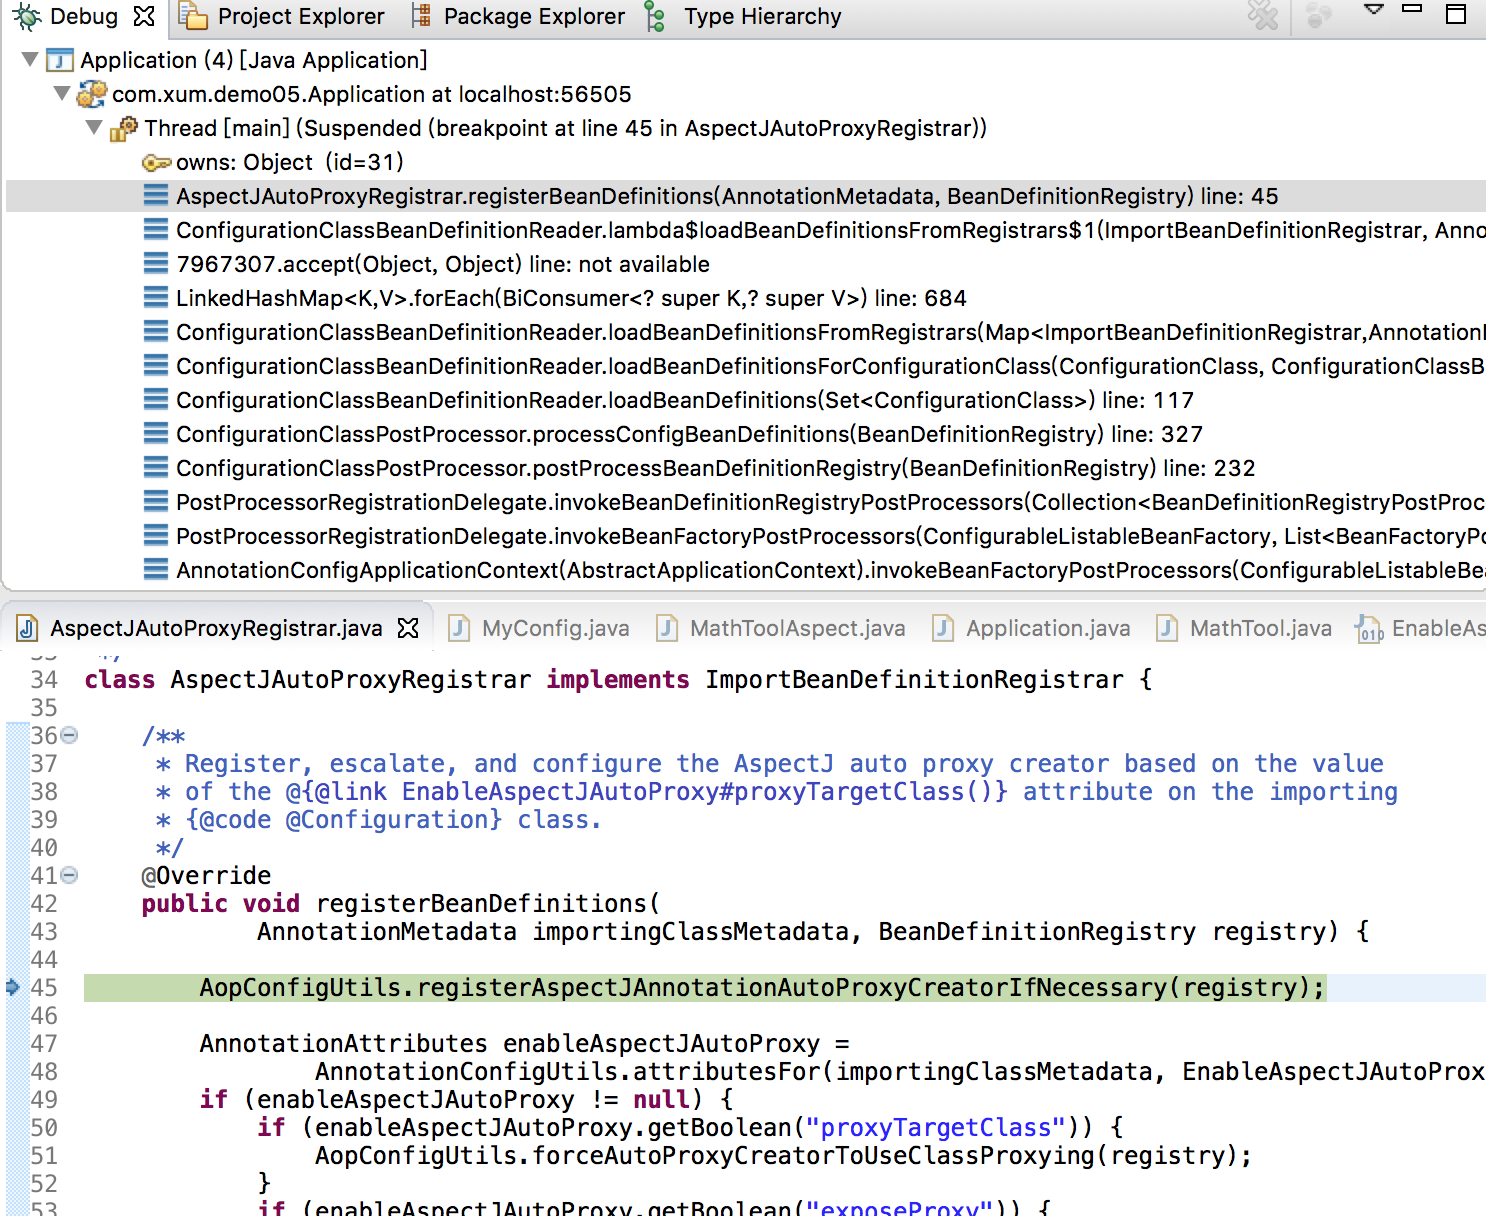 Debug Project Explorer Package Explorer Type Hierarchy
Application (4) [Java Application]
com.xum.demo05.Application at localhost:56505
Thread [main] (Suspended (breakpoint at line 45 in AspectJAutoProxyRegistrar))
owns: Object (id=31)
AspectJAutoProxyRegistrar.registerBeanDefinitions(AnnotationMetadata, BeanDefinitionRegistry) line: 45
ConfigurationClassBeanDefinitionReader.lambda$loadBeanDefinitionsFromRegistrars$1(ImportBeanDefinitionRegistrar, Anno
7967307.accept(Object, Object) line: not available
LinkedHashMap<K,V>.forEach(BiConsumer<? super K,? super V>) line: 684
ConfigurationClassBeanDefinitionReader.loadBeanDefinitionsFromRegistrars(Map<ImportBeanDefinitionRegistrar,Annotation
ConfigurationClassBeanDefinitionReader.loadBeanDefinitionsForConfigurationClass(ConfigurationClass, ConfigurationClassB
ConfigurationClassBeanDefinitionReader.loadBeanDefinitions(Set<ConfigurationClass>) line: 117
ConfigurationClassPostProcessor.processConfigBeanDefinitions(BeanDefinitionRegistry) line: 327
ConfigurationClassPostProcessor.postProcessBeanDefinitionRegistry(BeanDefinitionRegistry) line: 232
PostProcessorRegistrationDelegate.invokeBeanDefinitionRegistryPostProcessors(Collection<BeanDefinitionRegistryPostProc
PostProcessorRegistrationDelegate.invokeBeanFactoryPostProcessors(ConfigurableListableBeanFactory, List<BeanFactoryPo
AnnotationConfigApplicationContext(AbstractApplicationContext).invokeBeanFactoryPostProcessors(ConfigurableListableBea
AspectJAutoProxyRegistrar.java MyConfig.java MathToolAspect.java Application.java MathTool.java EnableAs
34 class AspectJAutoProxyRegistrar implements ImportBeanDefinitionRegistrar {
35
36 /**
37 * Register, escalate, and configure the AspectJ auto proxy creator based on the value
38 * of the @{@link EnableAspectJAutoProxy#proxyTargetClass()} attribute on the importing
39 * {@code @Configuration} class.
40 */
41 @Override
42 public void registerBeanDefinitions(
43 AnnotationMetadata importingClassMetadata, BeanDefinitionRegistry registry) {
44
45 AopConfigUtils.registerAspectJAnnotationAutoProxyCreatorIfNecessary(registry);
46
47 AnnotationAttributes enableAspectJAutoProxy =
48 AnnotationConfigUtils.attributesFor(importingClassMetadata, EnableAspectJAutoProx
49 if (enableAspectJAutoProxy != null) {
50 if (enableAspectJAutoProxy.getBoolean("proxyTargetClass")) {
51 AopConfigUtils.forceAutoProxyCreatorToUseClassProxying(registry);
52 }
53 if (enableAspectJAutoProxy.getBoolean("exposeProxy")) {